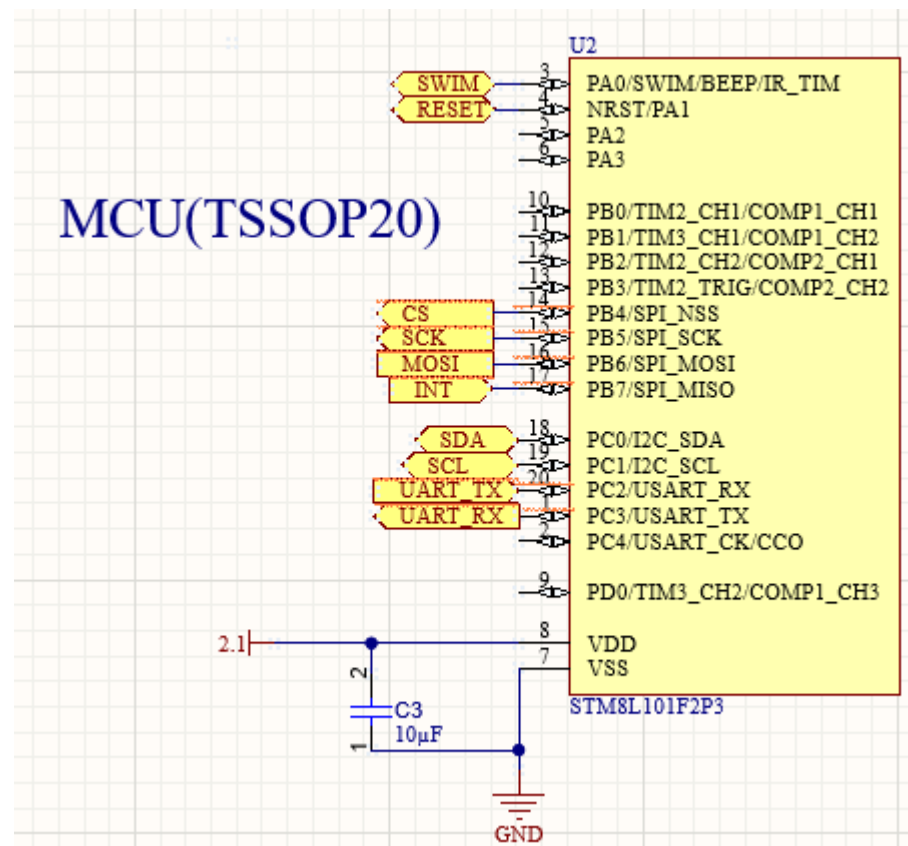 U2
SWIM 3 PA0/SWIM/BEEP/IR_TIM
RESET 4 NRST/PA1
5 PA2
6 PA3
MCU(TSSOP20)
10 PB0/TIM2_CH1/COMP1_CH1
11 PB1/TIM3_CH1/COMP1_CH2
12 PB2/TIM2_CH2/COMP2_CH1
13 PB3/TIM2_TRIG/COMP2_CH2
CS 14 PB4/SPI_NSS
SCK 15 PB5/SPI_SCK
MOSI 16 PB6/SPI_MOSI
INT 17 PB7/SPI_MISO
SDA 18 PC0/I2C_SDA
SCL 19 PC1/I2C_SCL
UART_TX 20 PC2/USART_RX
UART_RX 1 PC3/USART_TX
2 PC4/USART_CK/CCO
9 PD0/TIM3_CH2/COMP1_CH3
2.1 8 VDD
7 VSS
2
C3
10µF
1
STM8L101F2P3
GND